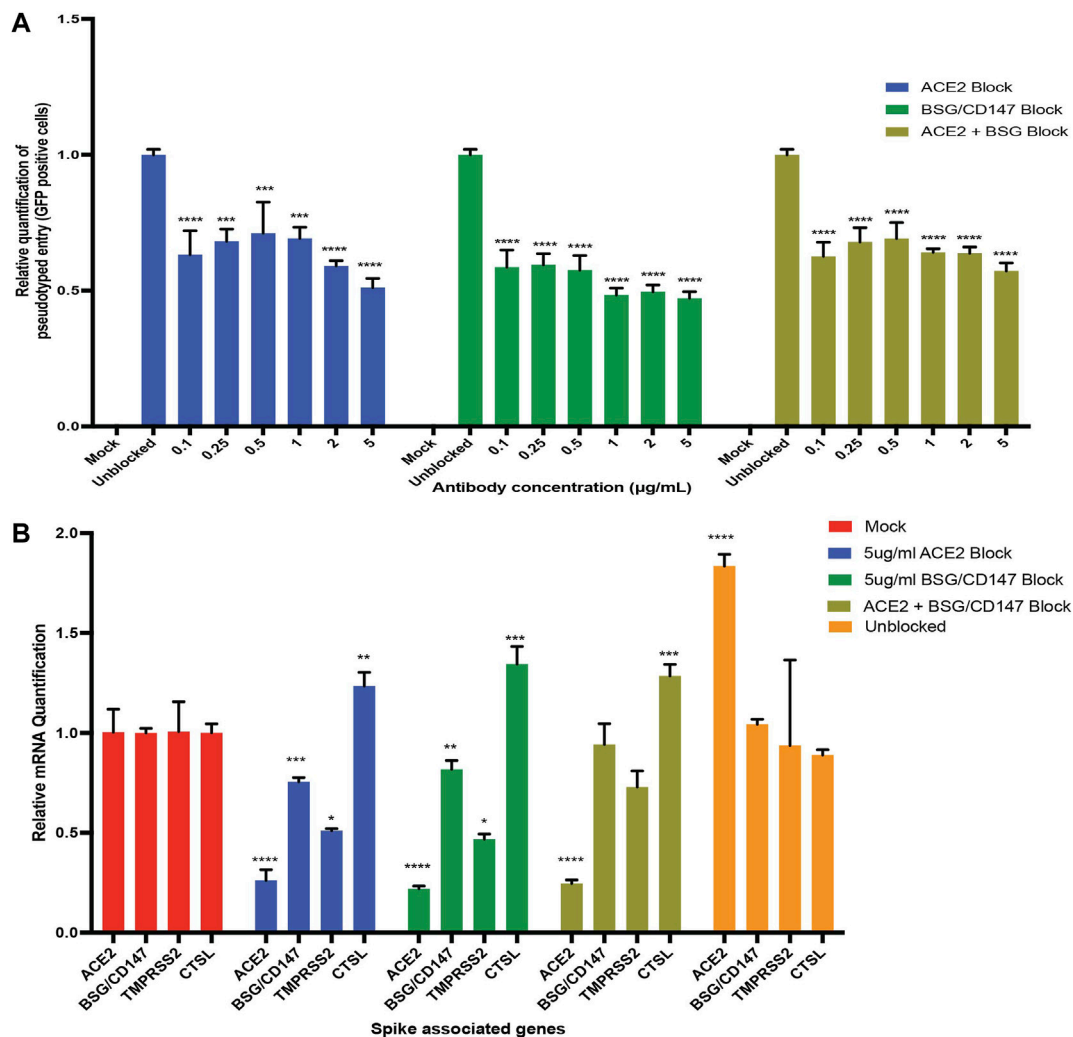 A
1.5
1.0
0.5
0.0
Relative quantification of
pseudotyped entry (GFP positive cells)
ACE2 Block
BSG/CD147 Block
ACE2 + BSG Block
**** *** *** *** **** ****
**** **** **** **** **** ****
**** **** **** **** **** ****
Mock Unblocked 0.1 0.25 0.5 1 2 5 Mock Unblocked 0.1 0.25 0.5 1 2 5 Mock Unblocked 0.1 0.25 0.5 1 2 5
Antibody concentration (µg/mL)
B
2.0
1.5
1.0
0.5
0.0
Relative mRNA Quantification
Mock
5ug/ml ACE2 Block
5ug/ml BSG/CD147 Block
ACE2 + BSG/CD147 Block
Unblocked
**** *** * **
**** ** * ***
**** ***
****
ACE2 BSG/CD147 TMPRSS2 CTSL ACE2 BSG/CD147 TMPRSS2 CTSL ACE2 BSG/CD147 TMPRSS2 CTSL ACE2 BSG/CD147 TMPRSS2 CTSL ACE2 BSG/CD147 TMPRSS2 CTSL
Spike associated genes